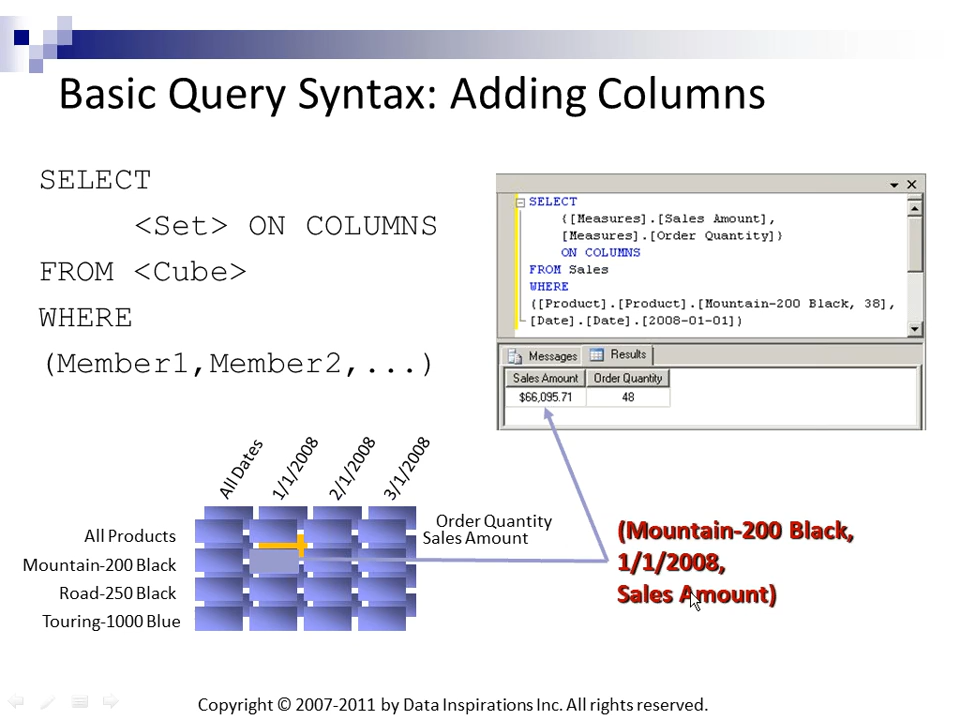 Basic Query Syntax: Adding Columns
SELECT
<Set> ON COLUMNS
FROM <Cube>
WHERE
(Member1,Member2,...)
SELECT
{[Measures].[Sales Amount],
[Measures].[Order Quantity]}
ON COLUMNS
FROM Sales
WHERE
([Product].[Product].[Mountain-200 Black, 38],
[Date].[Date].[2008-01-01])
Messages Results
Sales Amount Order Quantity
$66,095.71 48
All Dates
1/1/2008
2/1/2008
3/1/2008
Order Quantity
Sales Amount
All Products
Mountain-200 Black
Road-250 Black
Touring-1000 Blue
(Mountain-200 Black,
1/1/2008,
Sales Amount)
Copyright © 2007-2011 by Data Inspirations Inc. All rights reserved.